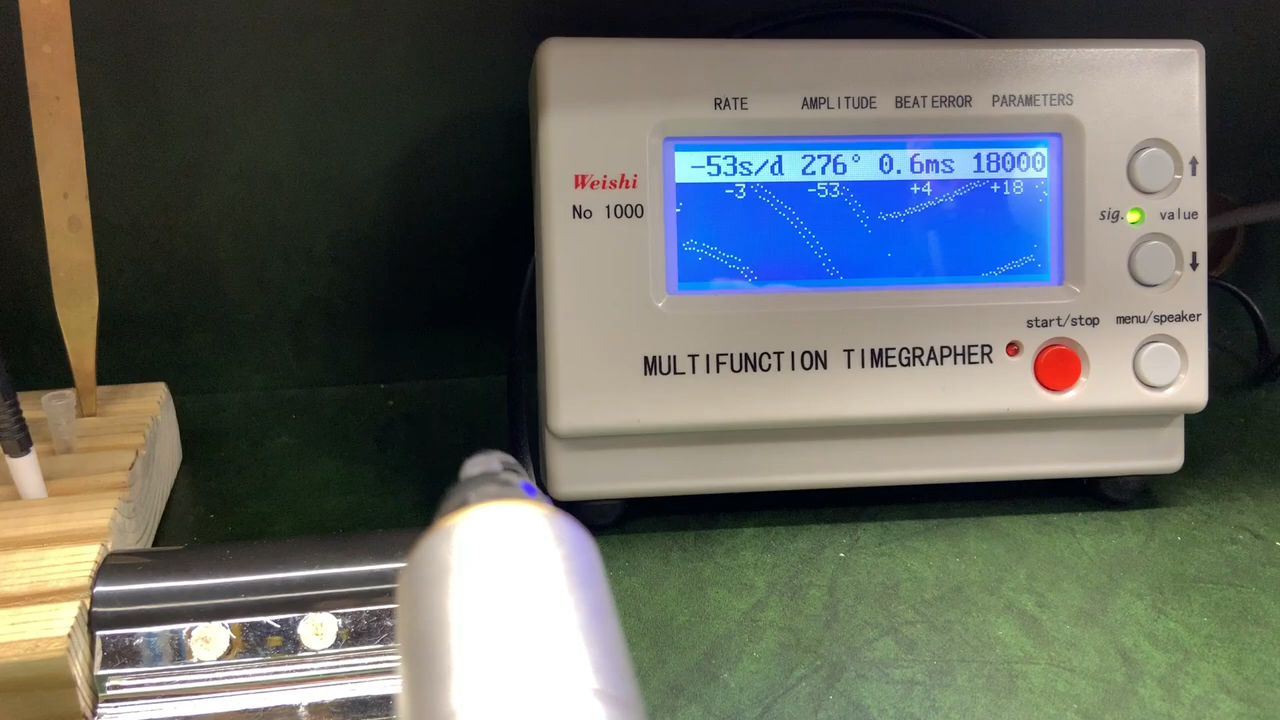 RATE AMPLITUDE BEAT ERROR PARAMETERS
-53s/d 276° 0.6ms 18000
-3 -53 +4 +18
Weishi
No 1000
sig. value
start/stop menu/speaker
MULTIFUNCTION TIMEGRAPHER